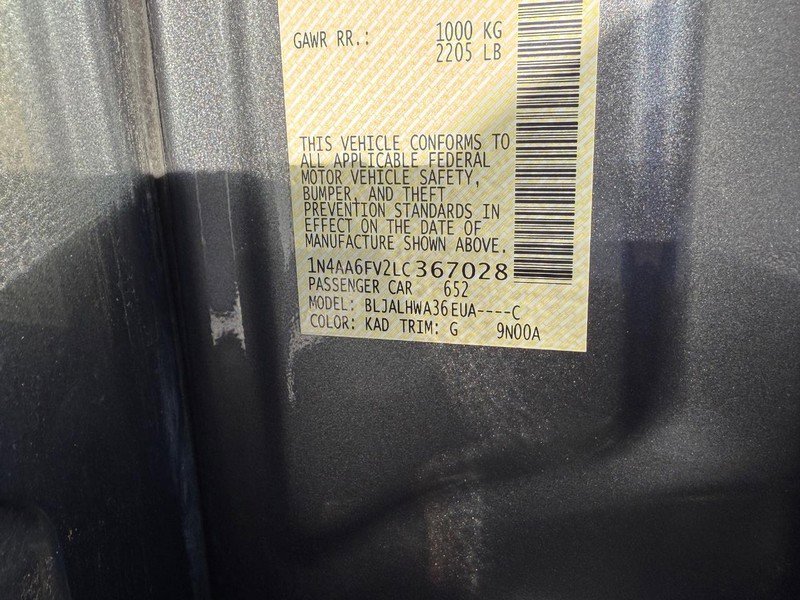 GAWR RR.: 1000 KG
2205 LB
THIS VEHICLE CONFORMS TO
ALL APPLICABLE FEDERAL
MOTOR VEHICLE SAFETY,
BUMPER, AND THEFT
PREVENTION STANDARDS IN
EFFECT ON THE DATE OF
MANUFACTURE SHOWN ABOVE.
1N4AA6FV2LC367028
PASSENGER CAR 652
MODEL: BLJALHWA36EUA----C
COLOR: KAD TRIM: G 9N00A